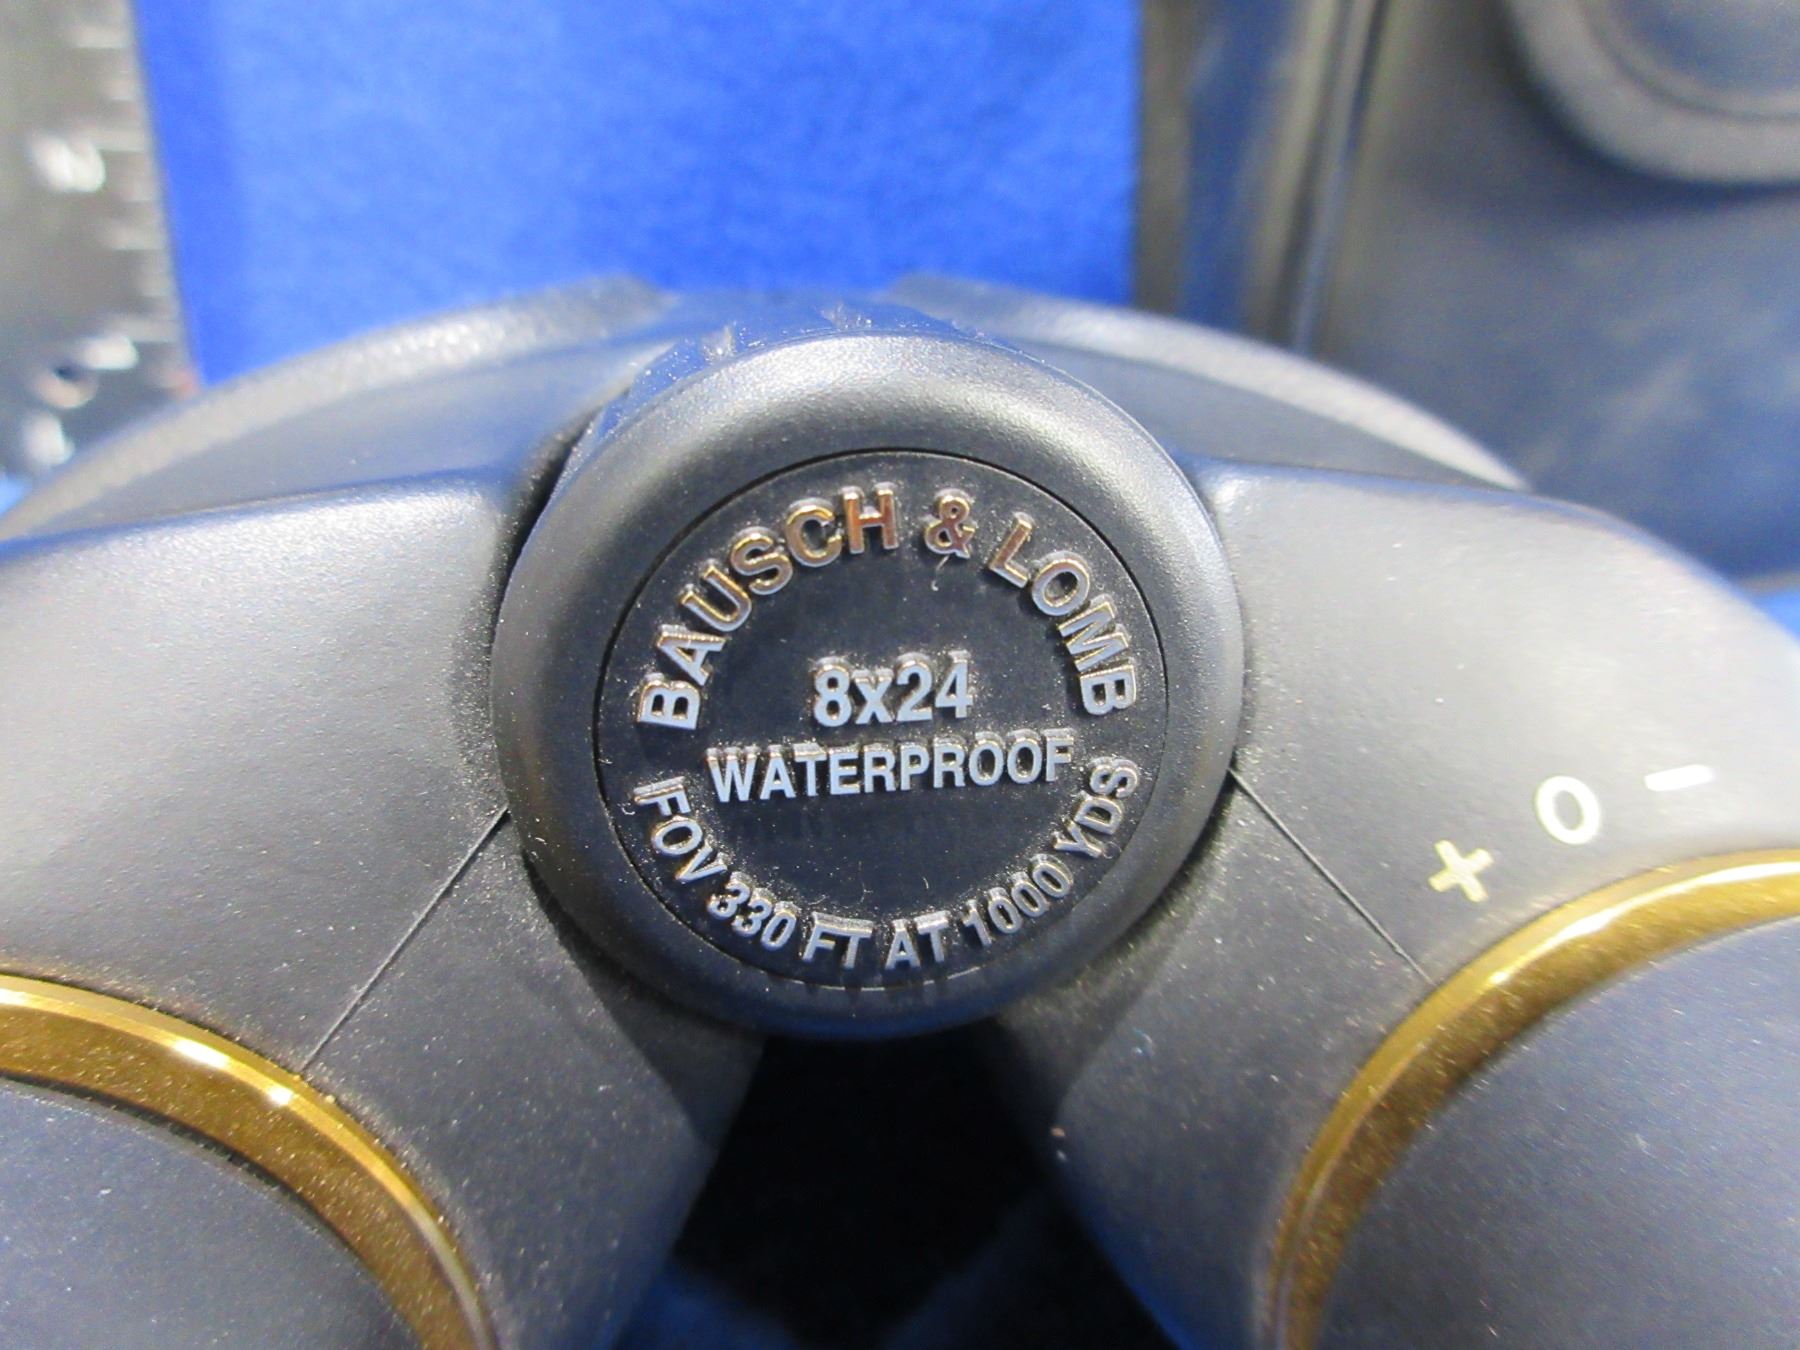 BAUSCH & LOMB
8x24
WATERPROOF
FOV 330 FT AT 1000 YDS
+ 0 -